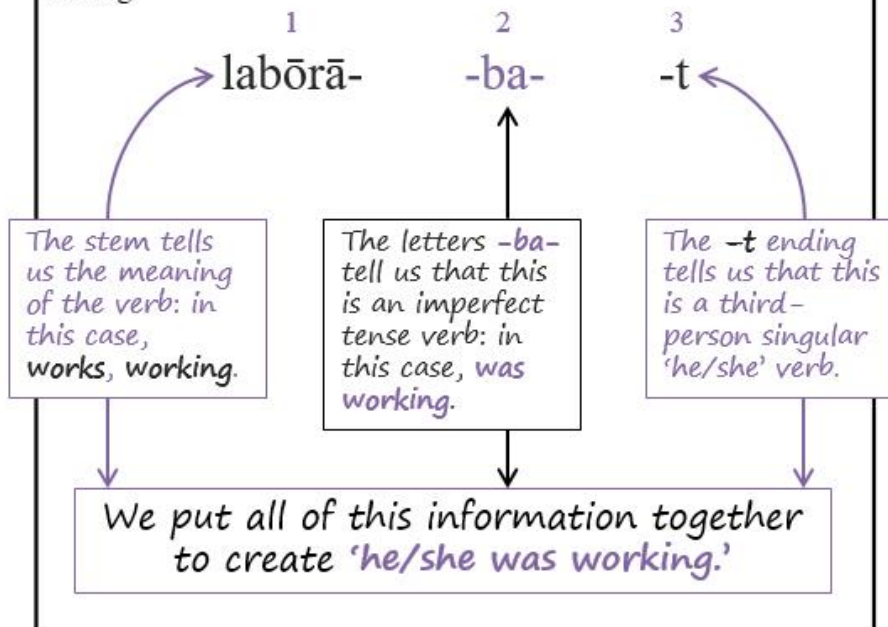 1 2 3
labōrā- -ba- -t
The stem tells
us the meaning
of the verb: in
this case,
works, working.
The letters -ba-
tell us that this
is an imperfect
tense verb: in
this case, was
working.
The -t ending
tells us that this
is a third-
person singular
‘he/she’ verb.
We put all of this information together
to create ‘he/she was working.’